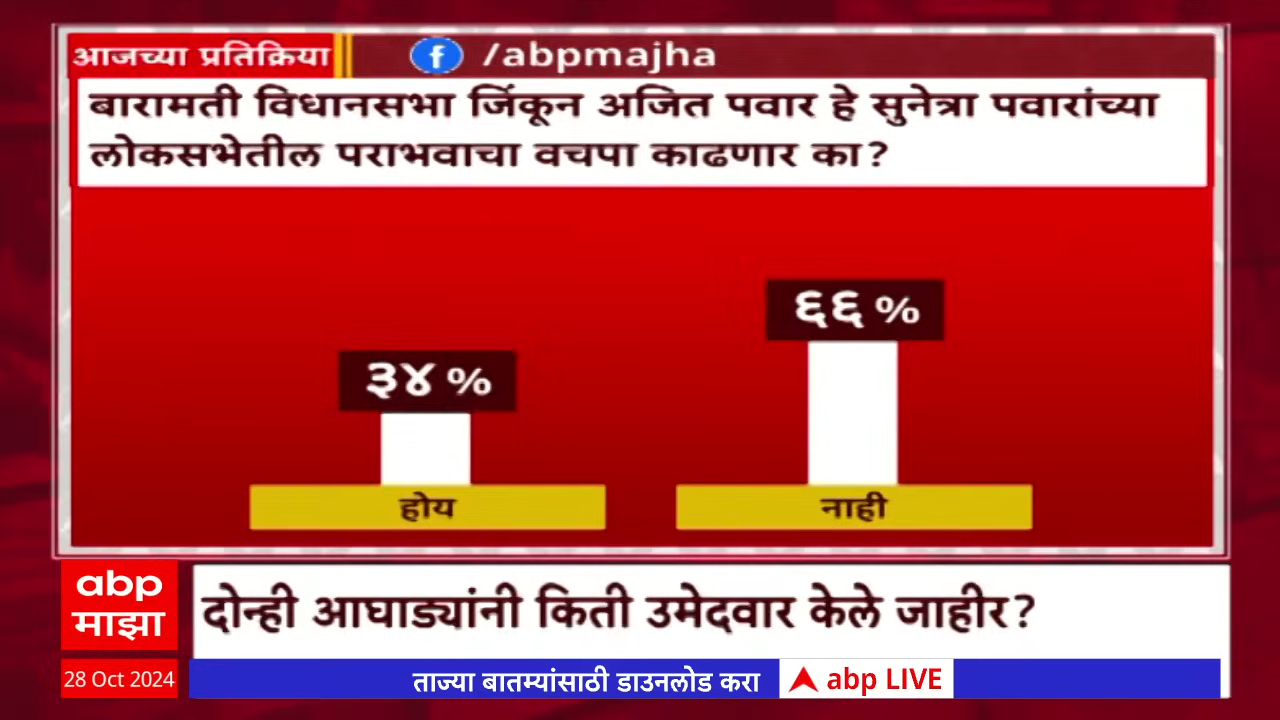 आजच्या प्रतिक्रिया
f /abpmajha
बारामती विधानसभा जिंकून अजित पवार हे सुनेत्रा पवारांच्या
लोकसभेतील पराभवाचा वचपा काढणार का?
३४ %
६६ %
होय
नाही
abp
माझा
दोन्ही आघाड्यांनी किती उमेदवार केले जाहीर?
28 Oct 2024
ताज्या बातम्यांसाठी डाउनलोड करा
abp LIVE